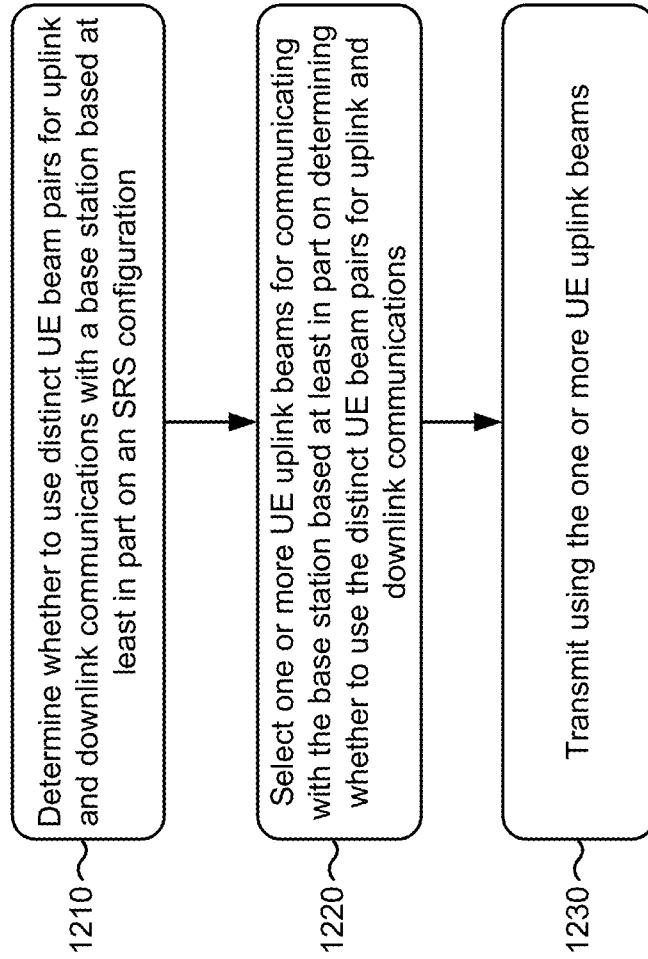 1210
Determine whether to use distinct UE beam pairs for uplink
and downlink communications with a base station based at
least in part on an SRS configuration
1220
Select one or more UE uplink beams for communicating
with the base station based at least in part on determining
whether to use the distinct UE beam pairs for uplink and
downlink communications
1230
Transmit using the one or more UE uplink beams